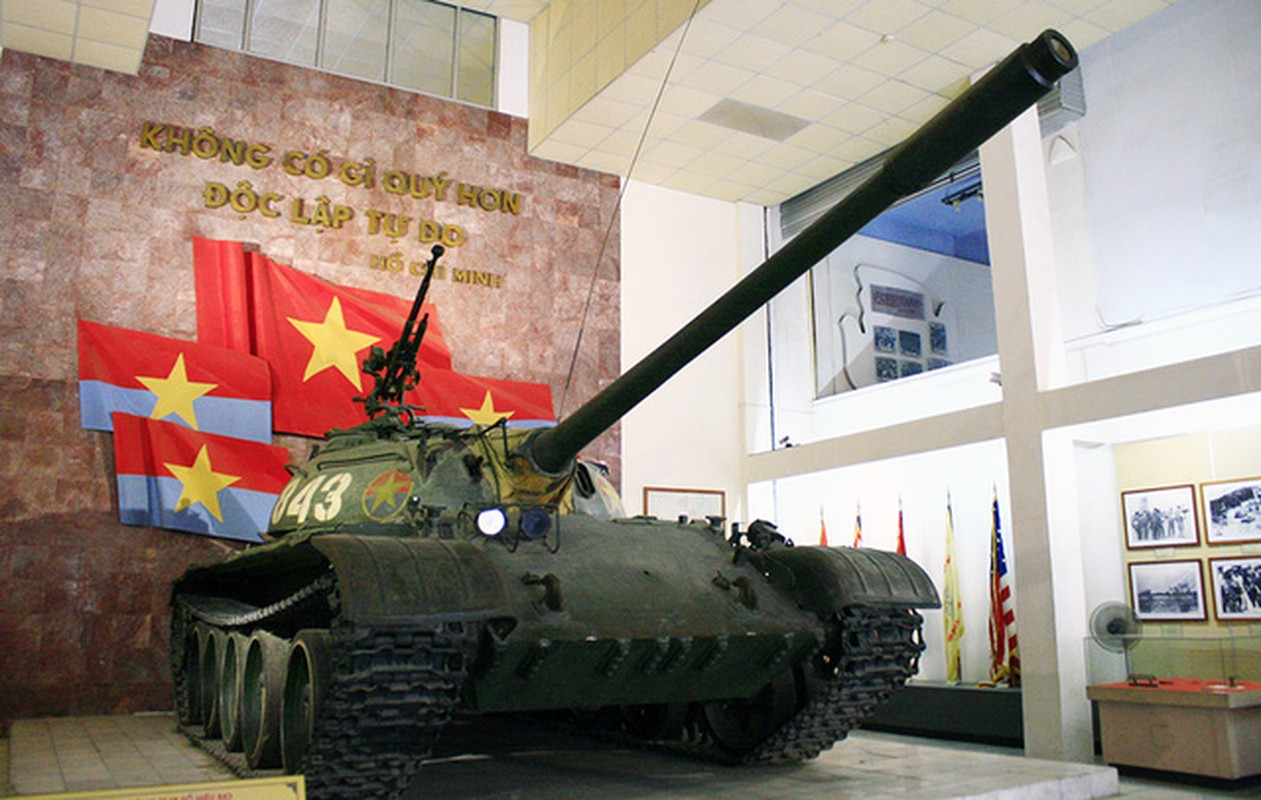 KHÔNG CÓ GÌ QUÝ HƠN
ĐỘC LẬP TỰ DO
HỒ CHÍ MINH
843